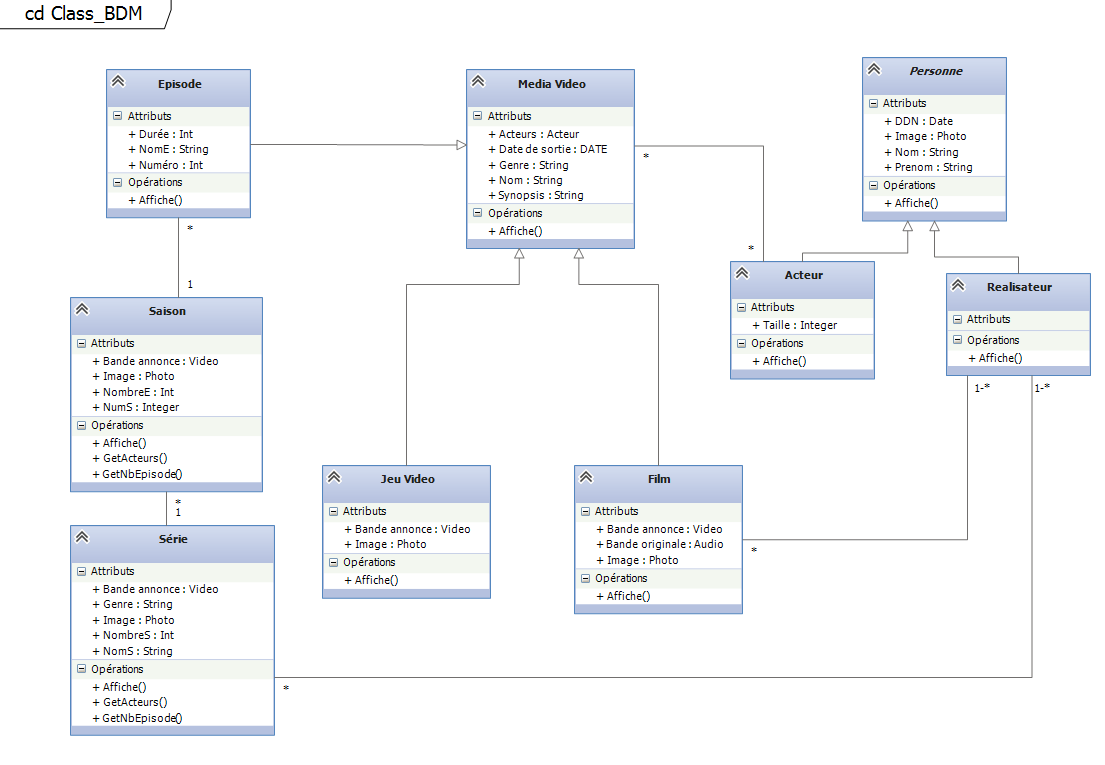 cd Class_BDM
Episode
Attributs
+ Durée : Int
+ NomE : String
+ Numéro : Int
Opérations
+ Affiche()
*
1
Media Video
Attributs
+ Acteurs : Acteur
+ Date de sortie : DATE
+ Genre : String
+ Nom : String
+ Synopsis : String
Opérations
+ Affiche()
*
*
Personne
Attributs
+ DDN : Date
+ Image : Photo
+ Nom : String
+ Prenom : String
Opérations
+ Affiche()
Acteur
Attributs
+ Taille : Integer
Opérations
+ Affiche()
Realisateur
Attributs
Opérations
+ Affiche()
1-*
1-*
Saison
Attributs
+ Bande annonce : Video
+ Image : Photo
+ NombreE : Int
+ NumS : Integer
Opérations
+ Affiche()
+ GetActeurs()
+ GetNbEpisode()
*
1
Jeu Video
Attributs
+ Bande annonce : Video
+ Image : Photo
Opérations
+ Affiche()
Film
Attributs
+ Bande annonce : Video
+ Bande originale : Audio
+ Image : Photo
Opérations
+ Affiche()
*
Série
Attributs
+ Bande annonce : Video
+ Genre : String
+ Image : Photo
+ NombreS : Int
+ NomS : String
Opérations
+ Affiche()
+ GetActeurs()
+ GetNbEpisode()
*